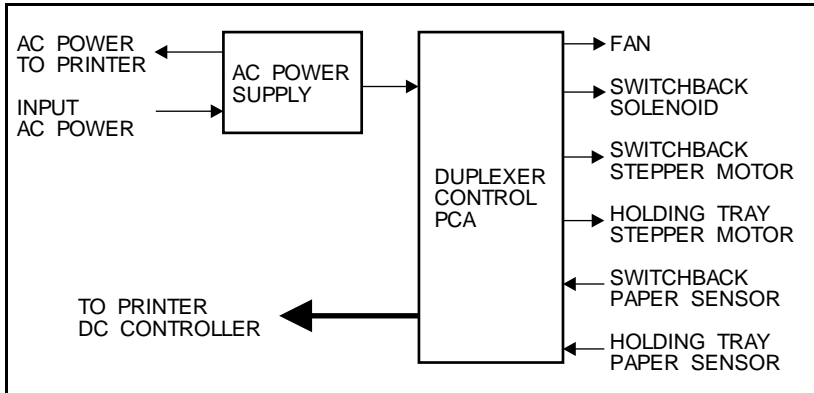 AC POWER
TO PRINTER
INPUT
AC POWER
AC POWER
SUPPLY
DUPLEXER
CONTROL
PCA
TO PRINTER
DC CONTROLLER
FAN
SWITCHBACK
SOLENOID
SWITCHBACK
STEPPER MOTOR
HOLDING TRAY
STEPPER MOTOR
SWITCHBACK
PAPER SENSOR
HOLDING TRAY
PAPER SENSOR